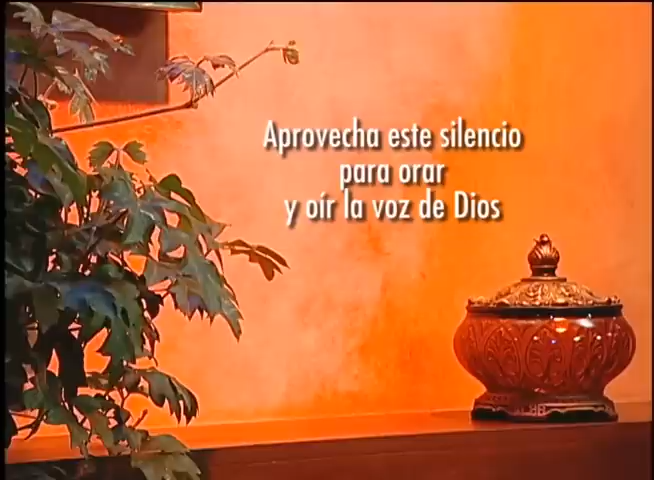 Aprovecha este silencio
para orar
y oír la voz de Dios